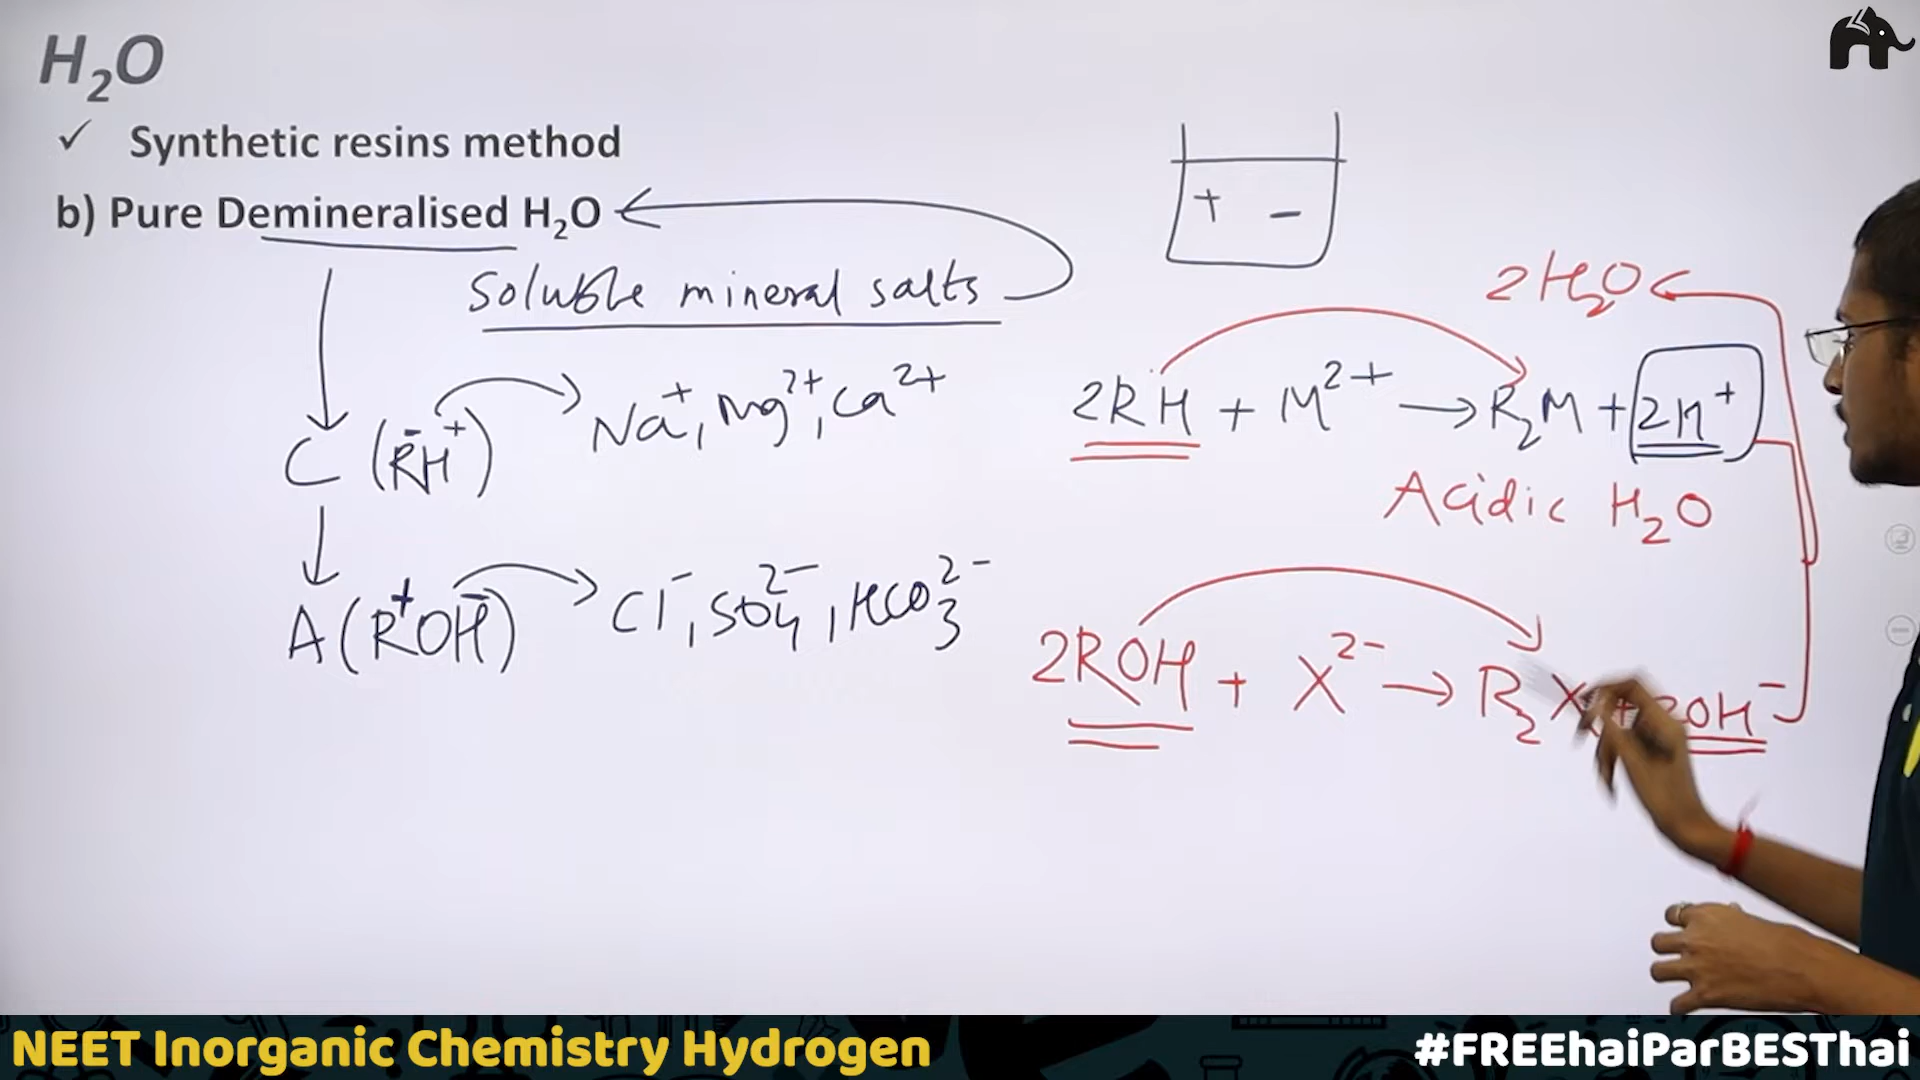 H₂O
✓ Synthetic resins method
b) Pure Demineralised H₂O
Soluble mineral salts
C (R⁻H⁺)
Na⁺, Mg²⁺, Ca²⁺
A (R⁺OH⁻)
Cl⁻, SO₄²⁻, HCO₃²⁻
+ −
2H₂O
2RH + M²⁺ → R₂M + 2H⁺
Acidic H₂O
2ROH + X²⁻ → R₂X + 2OH⁻
NEET Inorganic Chemistry Hydrogen
#FREEhaiParBESThai